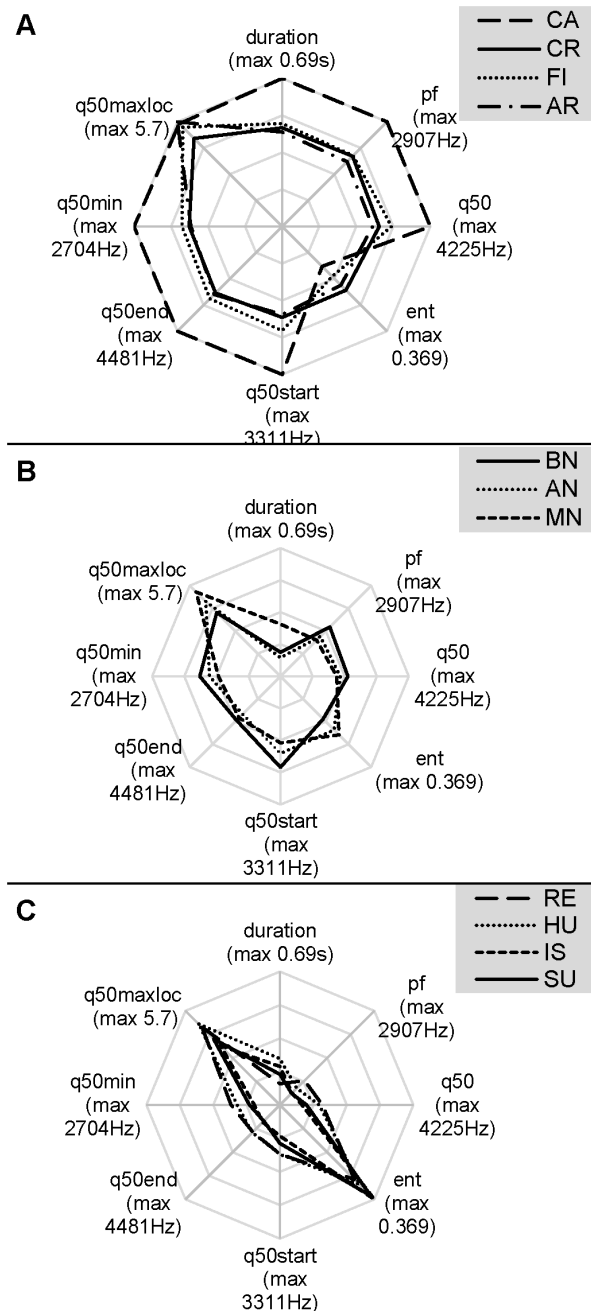 A
CA
CR
FI
AR
duration
(max 0.69s)
pf
(max
2907Hz)
q50
(max
4225Hz)
ent
(max
0.369)
q50start
(max
3311Hz)
q50end
(max
4481Hz)
q50min
(max
2704Hz)
q50maxloc
(max 5.7)
B
BN
AN
MN
duration
(max 0.69s)
pf
(max
2907Hz)
q50
(max
4225Hz)
ent
(max 0.369)
q50start
(max
3311Hz)
q50end
(max
4481Hz)
q50min
(max
2704Hz)
q50maxloc
(max 5.7)
C
RE
HU
IS
SU
duration
(max 0.69s)
pf
(max
2907Hz)
q50
(max
4225Hz)
ent
(max
0.369)
q50start
(max
3311Hz)
q50end
(max
4481Hz)
q50min
(max
2704Hz)
q50maxloc
(max 5.7)